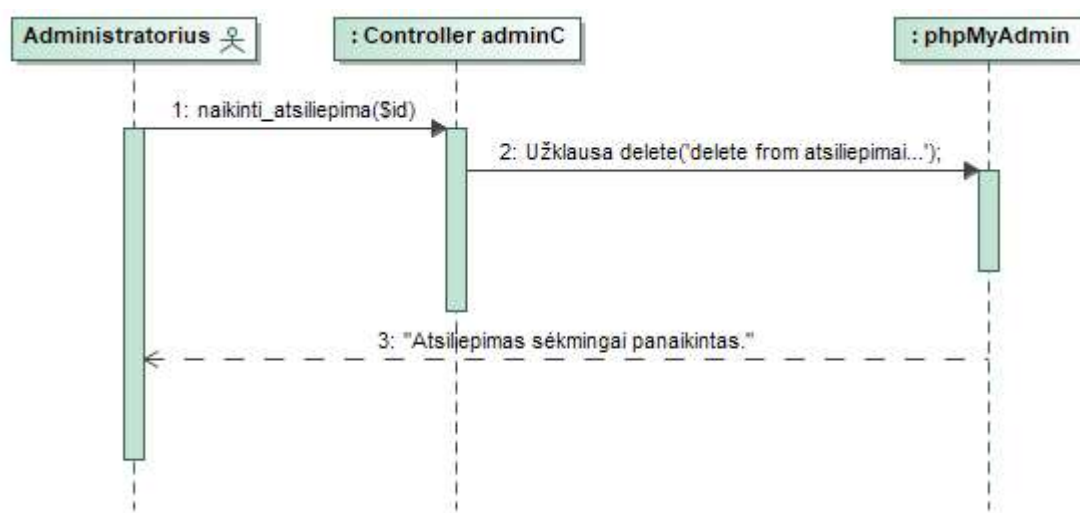 Administratorius
: Controller adminC
: phpMyAdmin
1: naikinti_atsiliepima($id)
2: Užklausa delete('delete from atsiliepimai...');
3: "Atsiliepimas sėkmingai panaikintas."